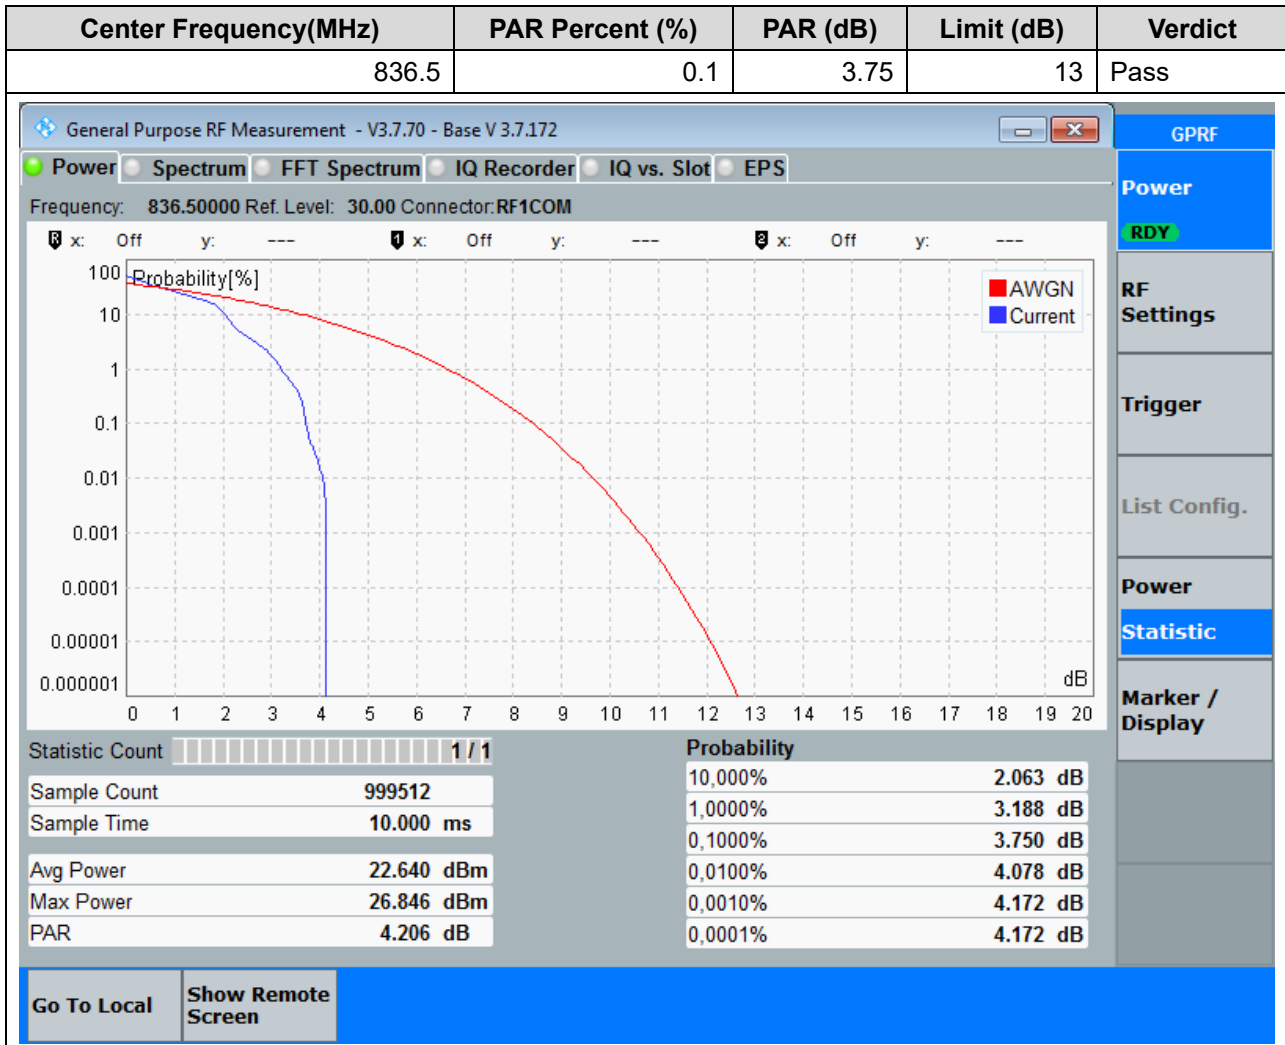 Center Frequency(MHz) PAR Percent (%) PAR (dB) Limit (dB) Verdict
836.5 0.1 3.75 13 Pass
General Purpose RF Measurement - V3.7.70 - Base V 3.7.172
GPRF
Power Spectrum FFT Spectrum IQ Recorder IQ vs. Slot EPS
Frequency: 836.50000 Ref. Level: 30.00 Connector: RF1COM
R x: Off y: --- 1 x: Off y: --- 2 x: Off y: ---
Probability[%]
AWGN
Current
100
10
1
0.1
0.01
0.001
0.0001
0.00001
0.000001
dB
0 1 2 3 4 5 6 7 8 9 10 11 12 13 14 15 16 17 18 19 20
Statistic Count 1 / 1
Sample Count 999512
Sample Time 10.000 ms
Avg Power 22.640 dBm
Max Power 26.846 dBm
PAR 4.206 dB
Probability
10,000% 2.063 dB
1,0000% 3.188 dB
0,1000% 3.750 dB
0,0100% 4.078 dB
0,0010% 4.172 dB
0,0001% 4.172 dB
Power
RDY
RF
Settings
Trigger
List Config.
Power
Statistic
Marker /
Display
Go To Local
Show Remote
Screen